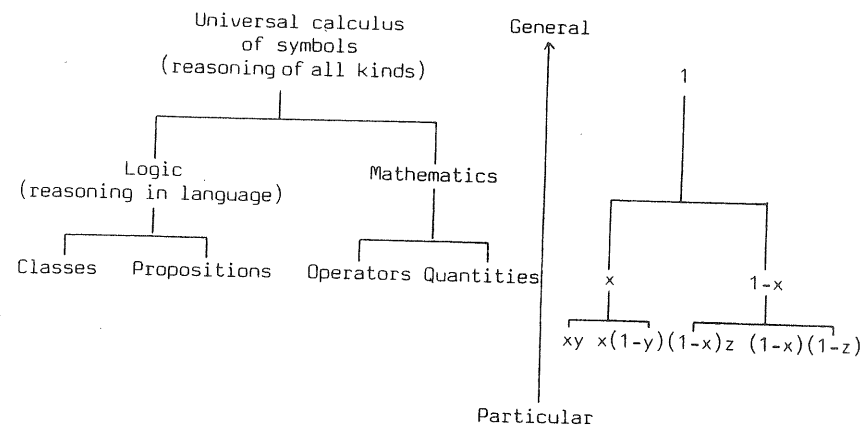 Universal calculus
of symbols
(reasoning of all kinds)
General
1
Logic
(reasoning in language)
Mathematics
Classes Propositions Operators Quantities
x 1-x
xy x(1-y) (1-x)z (1-x)(1-z)
Particular